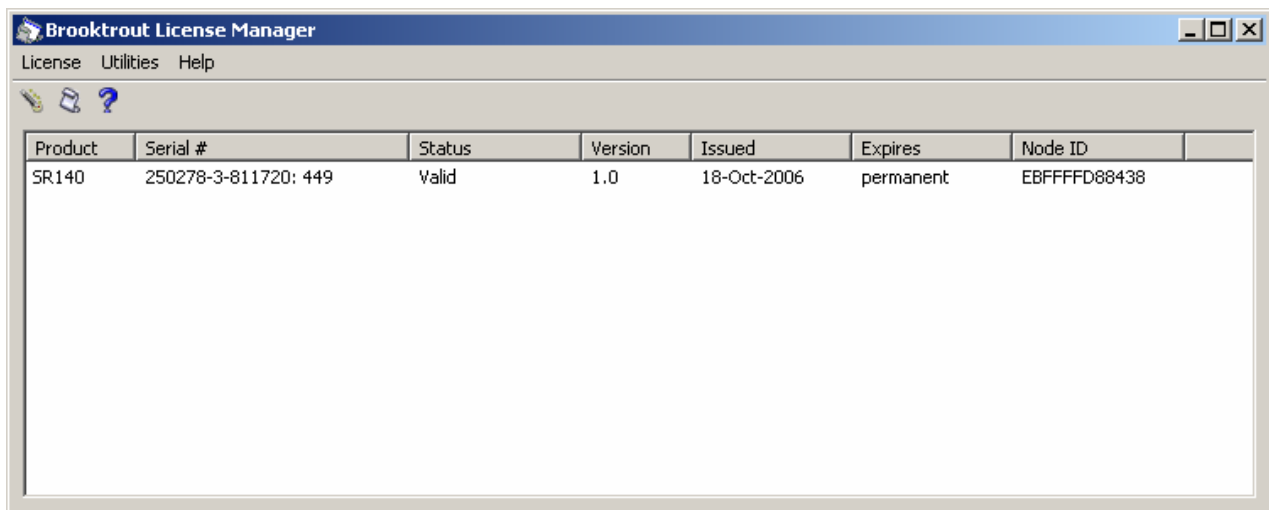 Brooktrout License Manager
License Utilities Help
Product Serial # Status Version Issued Expires Node ID
SR140 250278-3-811720: 449 Valid 1.0 18-Oct-2006 permanent EBFFFFD88438